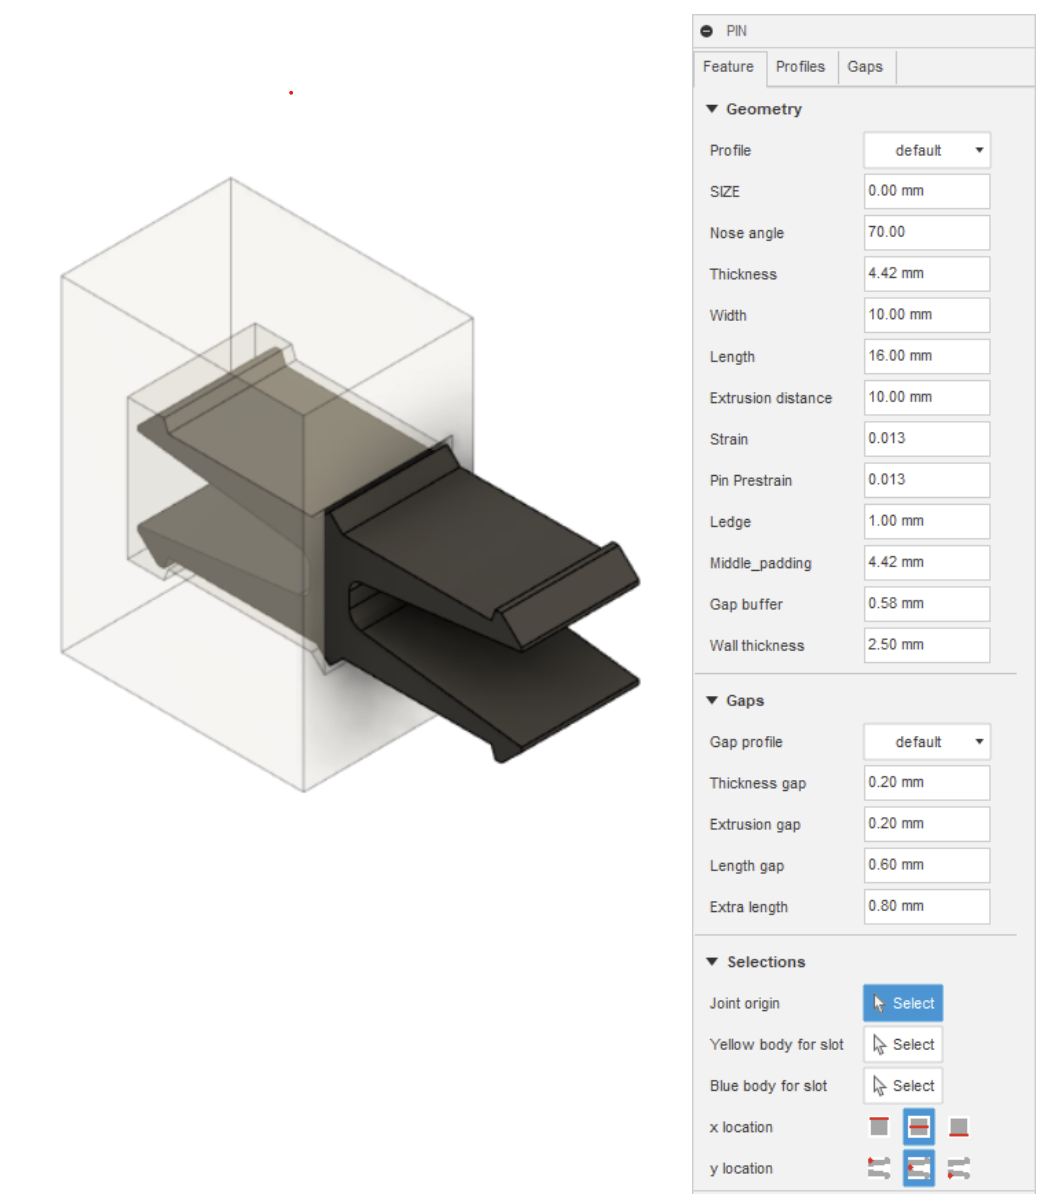 PIN
Feature Profiles Gaps
Geometry
Profile default
SIZE 0.00 mm
Nose angle 70.00
Thickness 4.42 mm
Width 10.00 mm
Length 16.00 mm
Extrusion distance 10.00 mm
Strain 0.013
Pin Prestrain 0.013
Ledge 1.00 mm
Middle_padding 4.42 mm
Gap buffer 0.58 mm
Wall thickness 2.50 mm
Gaps
Gap profile default
Thickness gap 0.20 mm
Extrusion gap 0.20 mm
Length gap 0.60 mm
Extra length 0.80 mm
Selections
Joint origin Select
Yellow body for slot Select
Blue body for slot Select
x location
y location